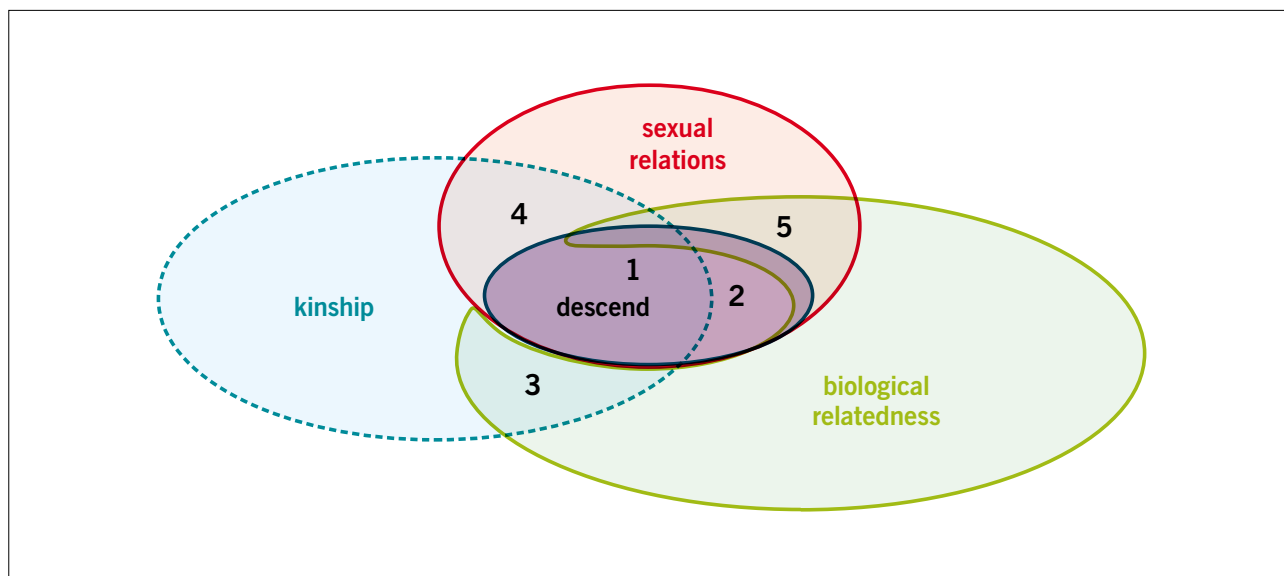 sexual
relations
4
5
1
2
kinship
descend
3
biological
relatedness